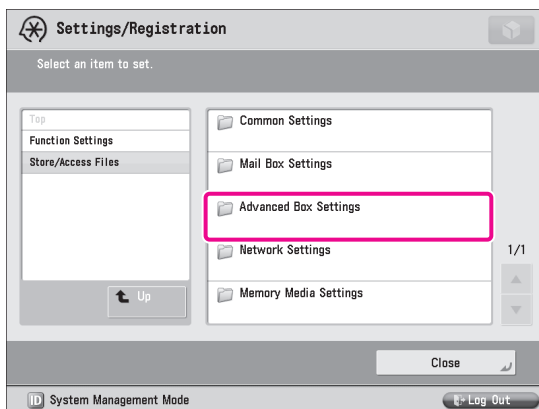 Settings/Registration
Select an item to set.
Top
Function Settings
Store/Access Files
Up
Common Settings
Mail Box Settings
Advanced Box Settings
Network Settings
Memory Media Settings
1/1
Close
ID System Management Mode
Log Out